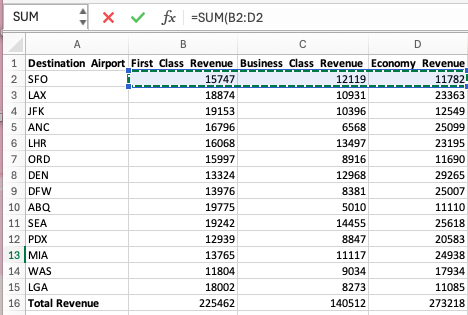 SUM fx =SUM(B2:D2
A B C D
1 Destination Airport First Class Revenue Business Class Revenue Economy Revenue
2 SFO 15747 12119 11782
3 LAX 18874 10931 23363
4 JFK 19153 10396 12549
5 ANC 16796 6568 25099
6 LHR 16068 13497 23195
7 ORD 15997 8916 11690
8 DEN 13324 12968 29265
9 DFW 13976 8381 25007
10 ABQ 19775 5010 11110
11 SEA 19242 14455 25618
12 PDX 12939 8847 20583
13 MIA 13765 11117 24938
14 WAS 11804 9034 17934
15 LGA 18002 8273 11085
16 Total Revenue 225462 140512 273218